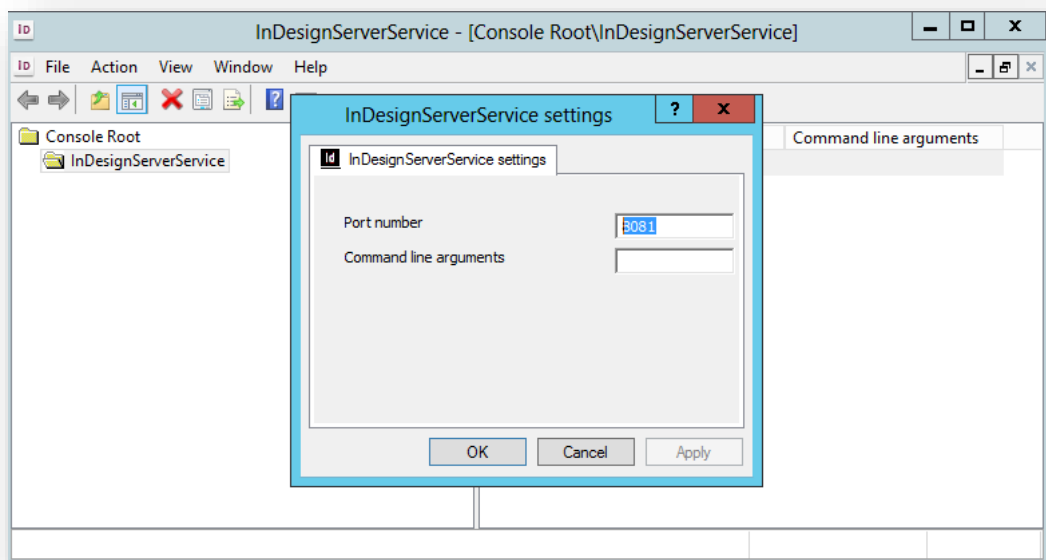 ID InDesignServerService - [Console Root\InDesignServerService]
ID File Action View Window Help
?
Console Root
InDesignServerService
Command line arguments
InDesignServerService settings ? x
Id InDesignServerService settings
Port number 8081
Command line arguments
OK Cancel Apply